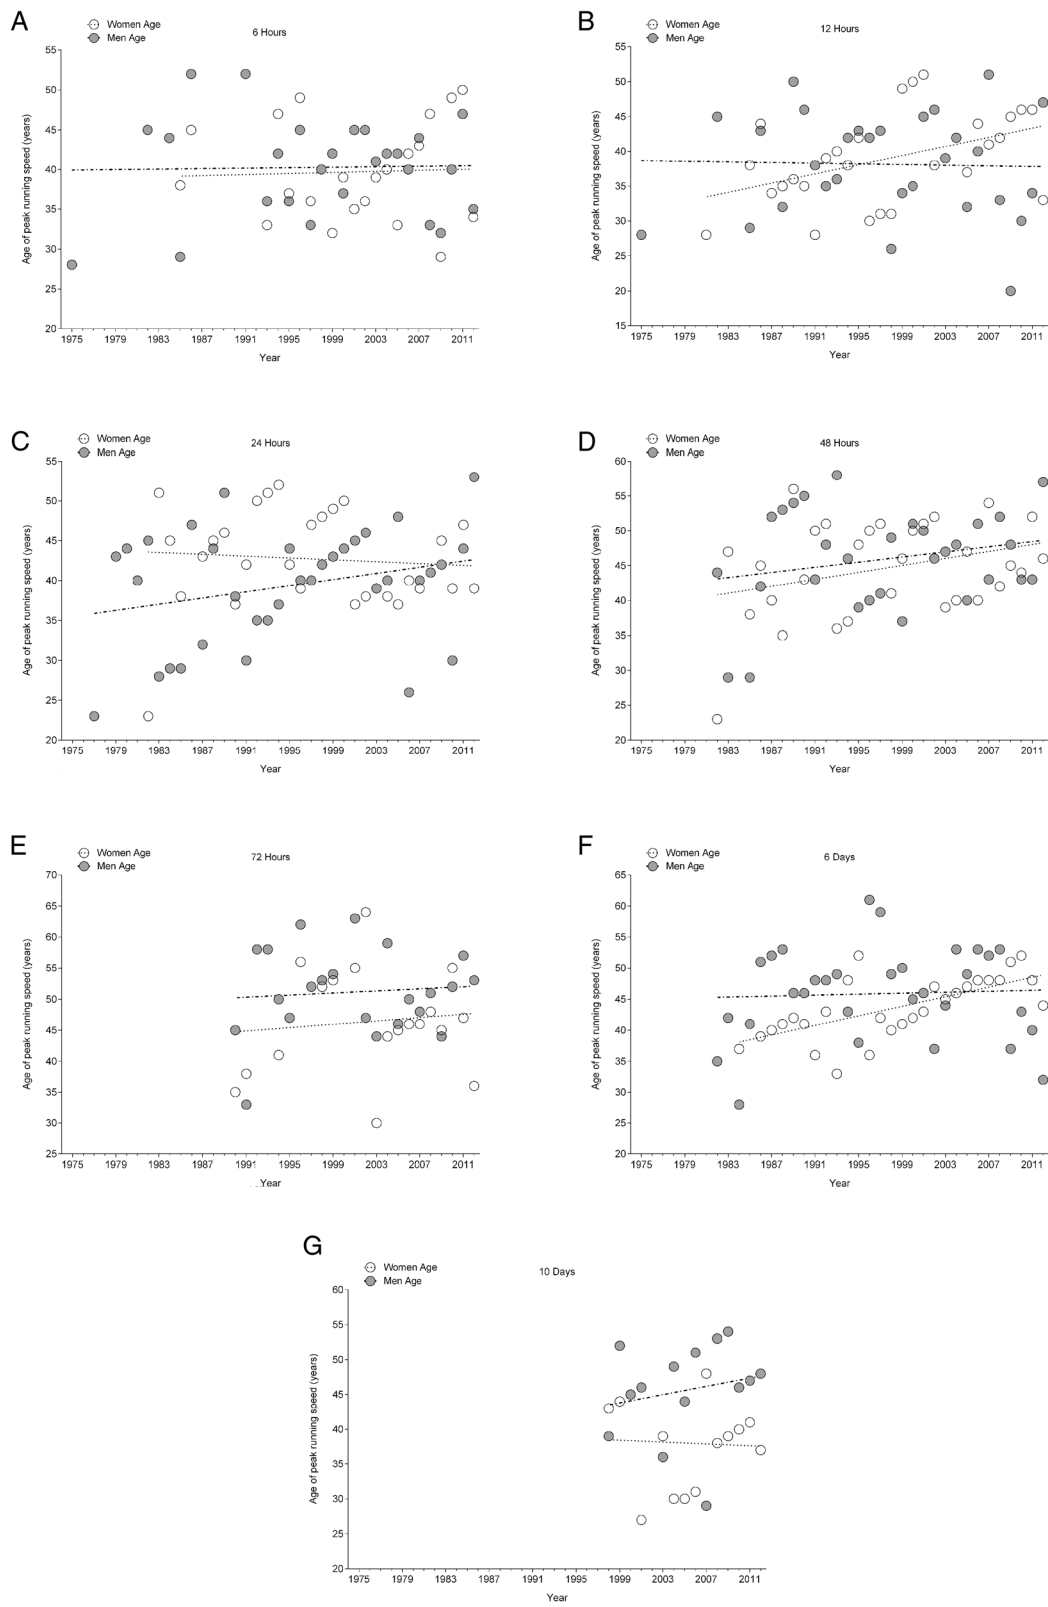 A
Women Age
Men Age
6 Hours
55
50
45
40
35
30
25
20
Age of peak running speed (years)
1975 1979 1983 1987 1991 1995 1999 2003 2007 2011
Year
B
Women Age
Men Age
12 Hours
55
50
45
40
35
30
25
20
15
Age of peak running speed (years)
1975 1979 1983 1987 1991 1995 1999 2003 2007 2011
Year
C
Women Age
Men Age
24 Hours
55
50
45
40
35
30
25
20
Age of peak running speed (years)
1975 1979 1983 1987 1991 1995 1999 2003 2007 2011
Year
D
Women Age
Men Age
48 Hours
60
55
50
45
40
35
30
25
20
Age of peak running speed (years)
1975 1979 1983 1987 1991 1995 1999 2003 2007 2011
Year
E
Women Age
Men Age
72 Hours
70
65
60
55
50
45
40
35
30
25
Age of peak running speed (years)
1975 1979 1983 1987 1991 1995 1999 2003 2007 2011
Year
F
Women Age
Men Age
6 Days
65
60
55
50
45
40
35
30
25
20
Age of peak running speed (years)
1975 1979 1983 1987 1991 1995 1999 2003 2007 2011
Year
G
Women Age
Men Age
10 Days
60
55
50
45
40
35
30
25
20
Age of peak running speed (years)
1975 1979 1983 1987 1991 1995 1999 2003 2007 2011
Year